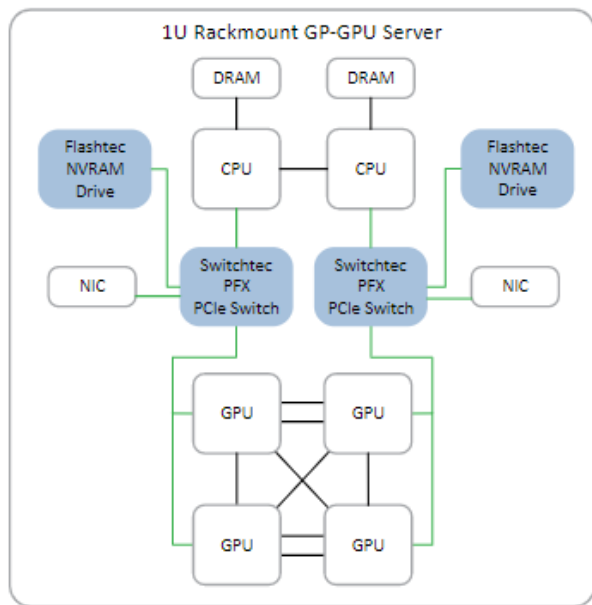 1U Rackmount GP-GPU Server
DRAM
DRAM
Flashtec
NVRAM
Drive
CPU
CPU
Flashtec
NVRAM
Drive
NIC
Switchtec
PFX
PCIe Switch
Switchtec
PFX
PCIe Switch
NIC
GPU
GPU
GPU
GPU